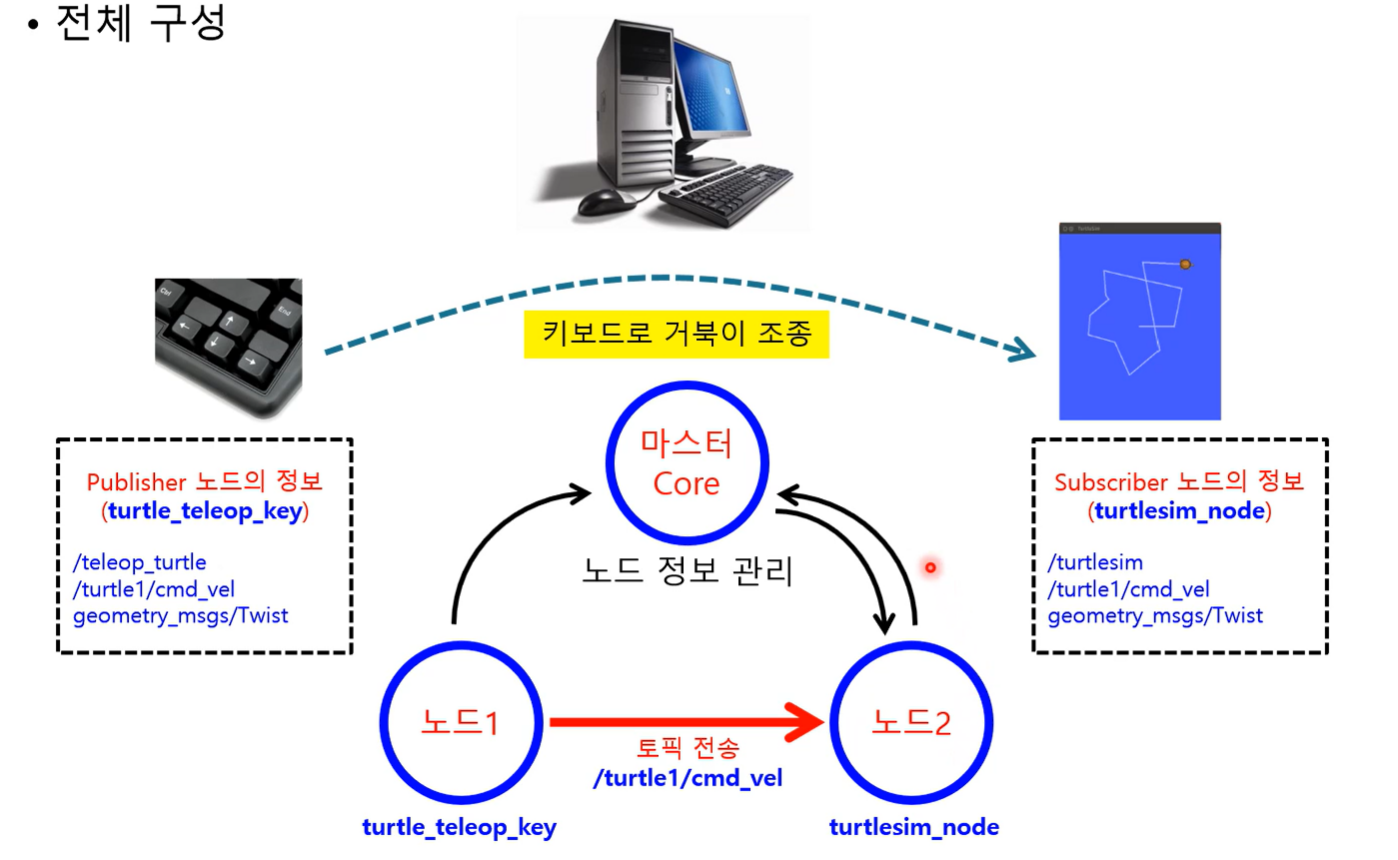 • 전체 구성
키보드로 거북이 조종
Ctrl
End
마스터
Core
노드 정보 관리
Publisher 노드의 정보
(turtle_teleop_key)
/teleop_turtle
/turtle1/cmd_vel
geometry_msgs/Twist
Subscriber 노드의 정보
(turtlesim_node)
/turtlesim
/turtle1/cmd_vel
geometry_msgs/Twist
노드1
토픽 전송
/turtle1/cmd_vel
노드2
turtle_teleop_key
turtlesim_node